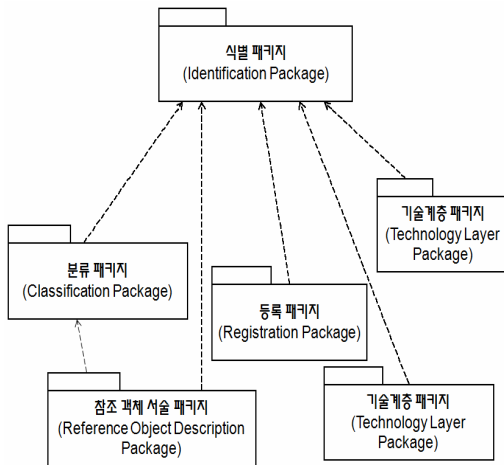 식별 패키지
(Identification Package)
기술계층 패키지
(Technology Layer
Package)
분류 패키지
(Classification Package)
등록 패키지
(Registration Package)
참조 객체 서술 패키지
(Reference Object Description
Package)
기술계층 패키지
(Technology Layer
Package)